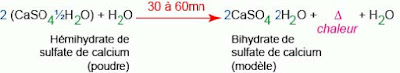 30 à 60mn
2 (CaSO₄½H₂O) + H₂O 2CaSO₄ 2H₂O + Δ + H₂O
chaleur
Hémihydrate de sulfate de calcium (poudre)
Bihydrate de sulfate de calcium (modèle)